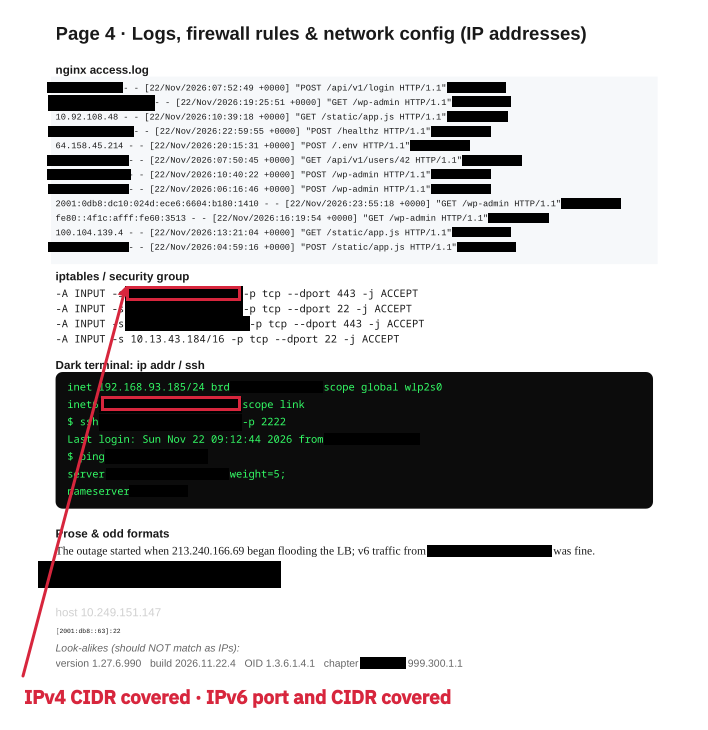 Page 4 · Logs, firewall rules & network config (IP addresses)
nginx access.log
- - [22/Nov/2026:07:52:49 +0000] "POST /api/v1/login HTTP/1.1"
- - [22/Nov/2026:19:25:51 +0000] "GET /wp-admin HTTP/1.1"
10.92.108.48 - - [22/Nov/2026:10:39:18 +0000] "GET /static/app.js HTTP/1.1"
- - [22/Nov/2026:22:59:55 +0000] "POST /healthz HTTP/1.1"
64.158.45.214 - - [22/Nov/2026:20:15:31 +0000] "POST /.env HTTP/1.1"
- - [22/Nov/2026:07:50:45 +0000] "GET /api/v1/users/42 HTTP/1.1"
- - [22/Nov/2026:10:40:22 +0000] "POST /wp-admin HTTP/1.1"
- - [22/Nov/2026:06:16:46 +0000] "POST /wp-admin HTTP/1.1"
2001:0db8:dc10:024d:ece6:6604:b180:1410 - - [22/Nov/2026:23:55:18 +0000] "GET /wp-admin HTTP/1.1"
fe80::4f1c:afff:fe60:3513 - - [22/Nov/2026:16:19:54 +0000] "GET /wp-admin HTTP/1.1"
100.104.139.4 - - [22/Nov/2026:13:21:04 +0000] "GET /static/app.js HTTP/1.1"
- - [22/Nov/2026:04:59:16 +0000] "POST /static/app.js HTTP/1.1"
iptables / security group
-A INPUT -s -p tcp --dport 443 -j ACCEPT
-A INPUT -s -p tcp --dport 22 -j ACCEPT
-A INPUT -s -p tcp --dport 443 -j ACCEPT
-A INPUT -s 10.13.43.184/16 -p tcp --dport 22 -j ACCEPT
Dark terminal: ip addr / ssh
inet 192.168.93.185/24 brd scope global wlp2s0
inet6 scope link
$ ssh -p 2222
Last login: Sun Nov 22 09:12:44 2026 from
$ ping
server weight=5;
nameserver
Prose & odd formats
The outage started when 213.240.166.69 began flooding the LB; v6 traffic from was fine.
host 10.249.151.147
[2001:db8::63]:22
Look-alikes (should NOT match as IPs):
version 1.27.6.990 build 2026.11.22.4 OID 1.3.6.1.4.1 chapter 999.300.1.1
IPv4 CIDR covered · IPv6 port and CIDR covered